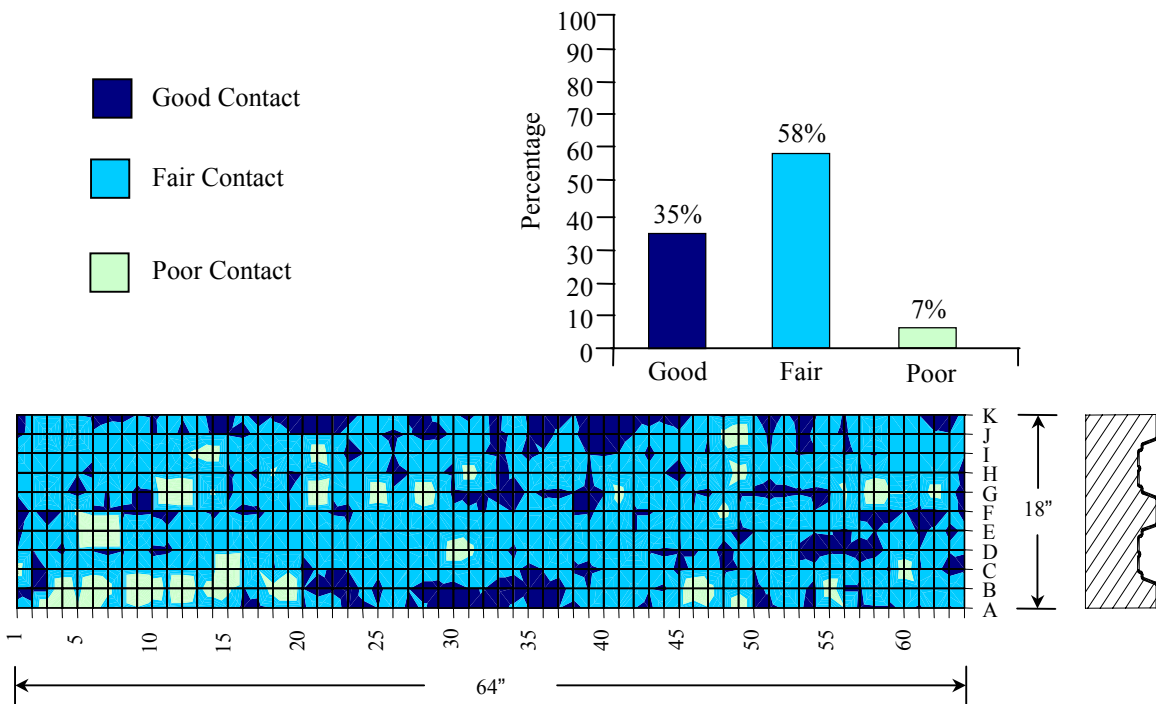 Good Contact
Fair Contact
Poor Contact
Percentage
100
90
80
70
60
50
40
30
20
10
0
35%
58%
7%
Good Fair Poor
K
J
I
H
G
F
E
D
C
B
A
1 5 10 15 20 25 30 35 40 45 50 55 60
64"
18"